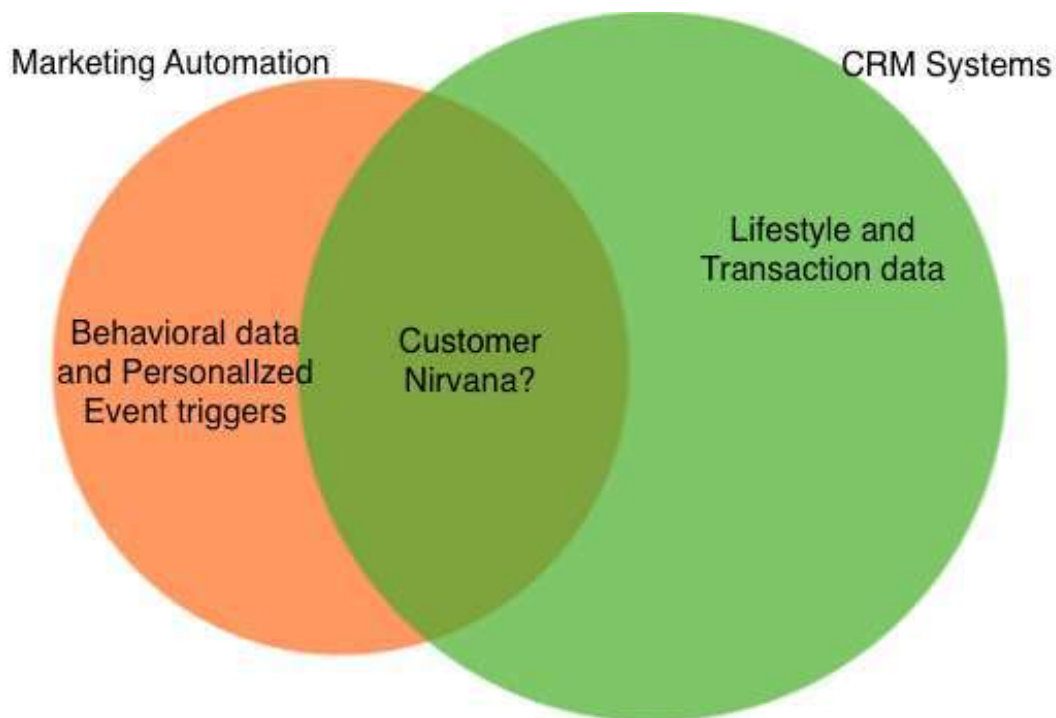 Marketing Automation
CRM Systems
Lifestyle and
Transaction data
Behavioral data
and Personallzed
Event triggers
Customer
Nirvana?